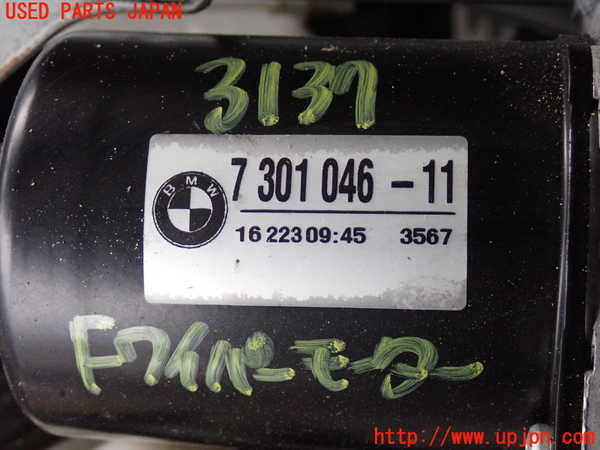 USED PARTS JAPAN
3137
BMW
7 301 046 - 11
16 223 09:45 3567
Fワイパーモーター
http://www.upjpn.com